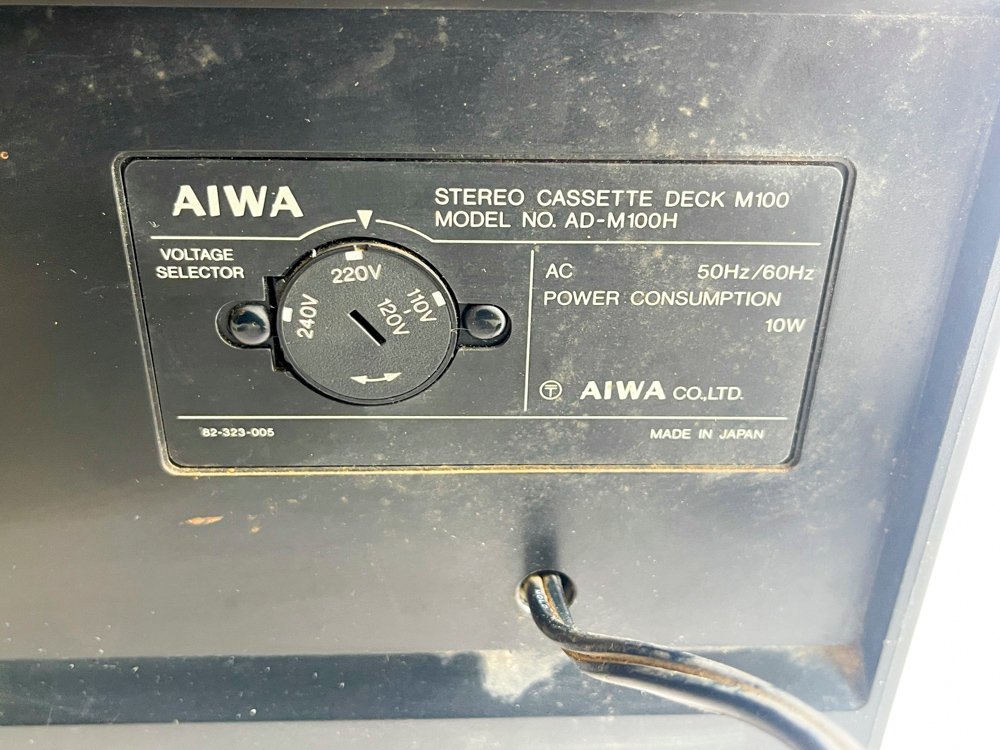 AIWA
STEREO CASSETTE DECK M100
MODEL NO. AD-M100H
VOLTAGE
SELECTOR
240V
220V
110V-
120V
AC 50Hz/60Hz
POWER CONSUMPTION
10W
〒 AIWA CO.,LTD.
82-323-005
MADE IN JAPAN